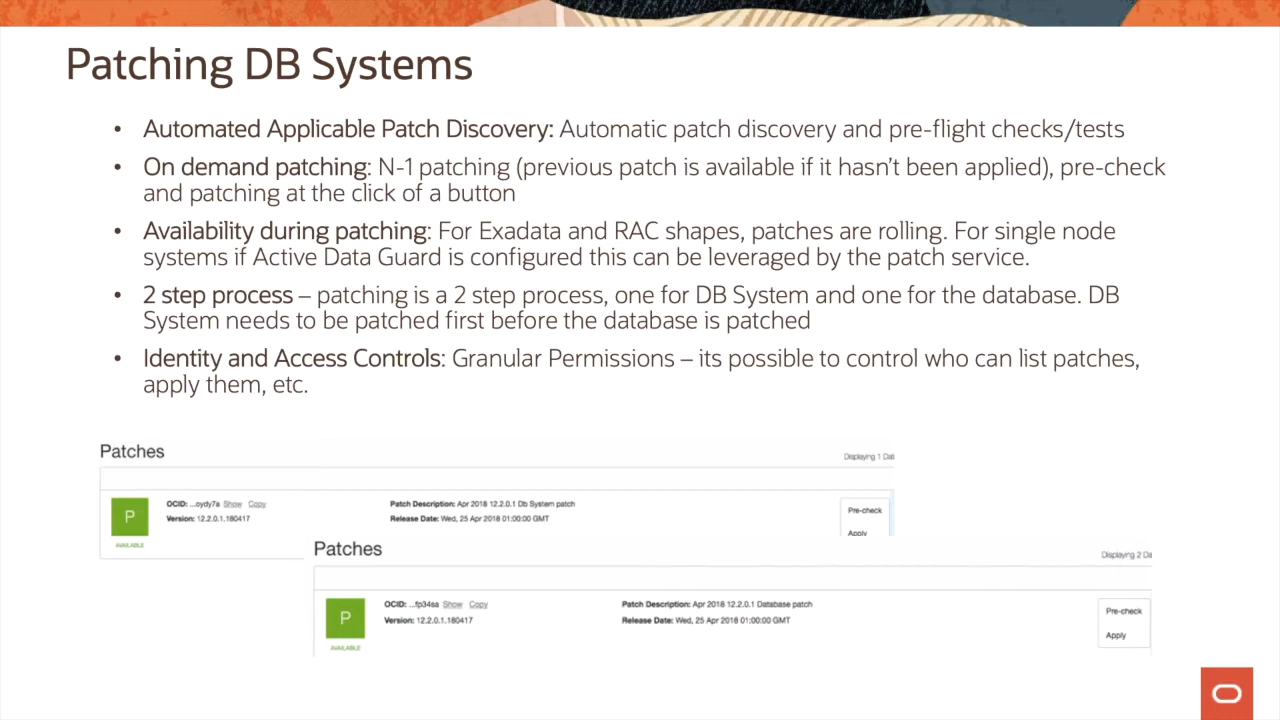 Patching DB Systems
• Automated Applicable Patch Discovery: Automatic patch discovery and pre-flight checks/tests
• On demand patching: N-1 patching (previous patch is available if it hasn't been applied), pre-check
and patching at the click of a button
• Availability during patching: For Exadata and RAC shapes, patches are rolling. For single node
systems if Active Data Guard is configured this can be leveraged by the patch service.
• 2 step process – patching is a 2 step process, one for DB System and one for the database. DB
System needs to be patched first before the database is patched
• Identity and Access Controls: Granular Permissions – its possible to control who can list patches,
apply them, etc.
Patches
Displaying 1 Dat
P
OCID: ...oydy7a Show Copy
Patch Description: Apr 2018 12.2.0.1 Db System patch
Pre-check
Version: 12.2.0.1.180417
Release Date: Wed, 25 Apr 2018 01:00:00 GMT
Apply
AVAILABLE
Patches
Displaying 2 Da
P
OCID: ...fp34sa Show Copy
Patch Description: Apr 2018 12.2.0.1 Database patch
Pre-check
Version: 12.2.0.1.180417
Release Date: Wed, 25 Apr 2018 01:00:00 GMT
Apply
AVAILABLE